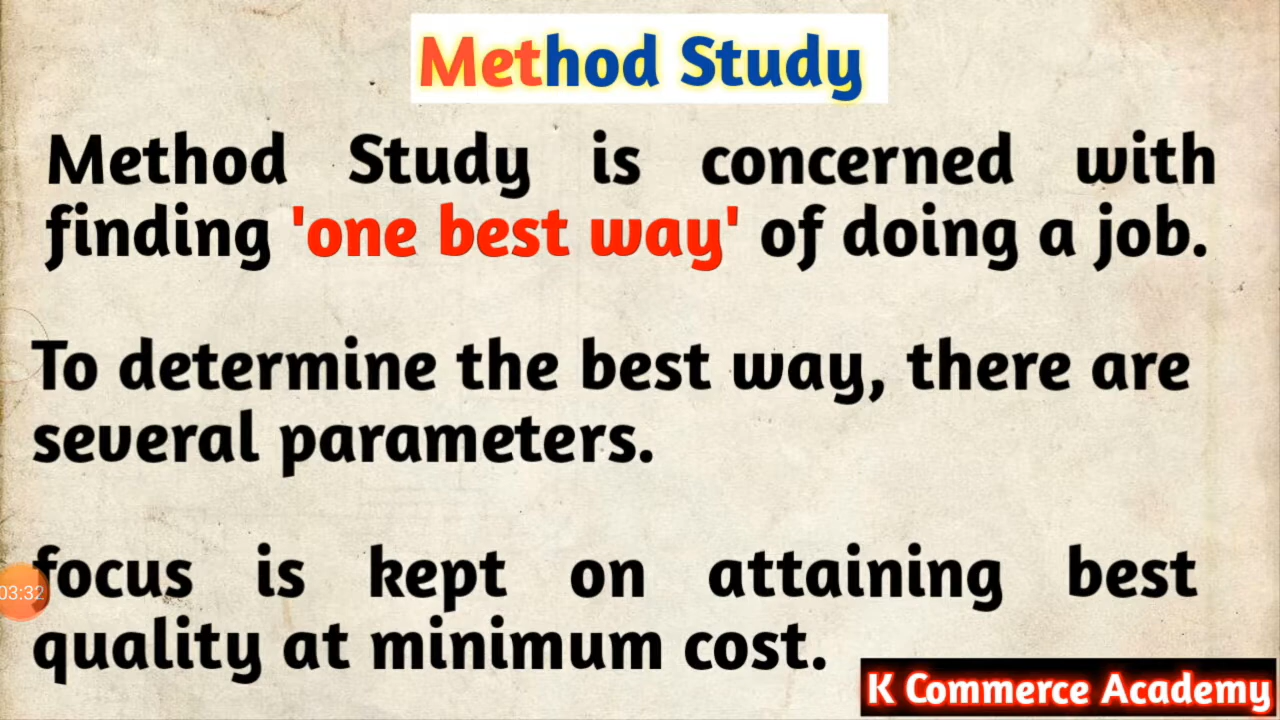 Method Study
Method Study is concerned with
finding 'one best way' of doing a job.
To determine the best way, there are
several parameters.
focus is kept on attaining best
03:32
quality at minimum cost.
K Commerce Academy